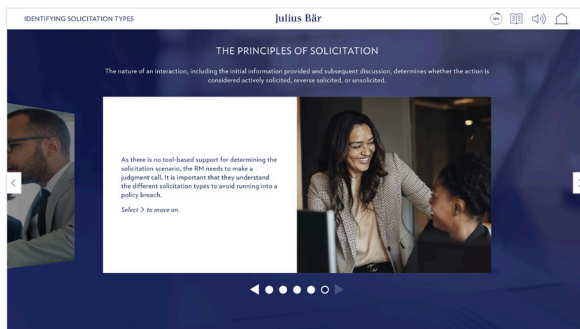 IDENTIFYING SOLICITATION TYPES
Julius Bär
THE PRINCIPLES OF SOLICITATION
The nature of an interaction, including the initial information provided and subsequent discussion, determines whether the action is
considered actively solicited, reverse solicited, or unsolicited.
As there is no tool-based support for determining the
solicitation scenario, the RM needs to make a
judgment call. It is important that they understand
the different solicitation types to avoid running into a
policy breach.
Select > to move on.